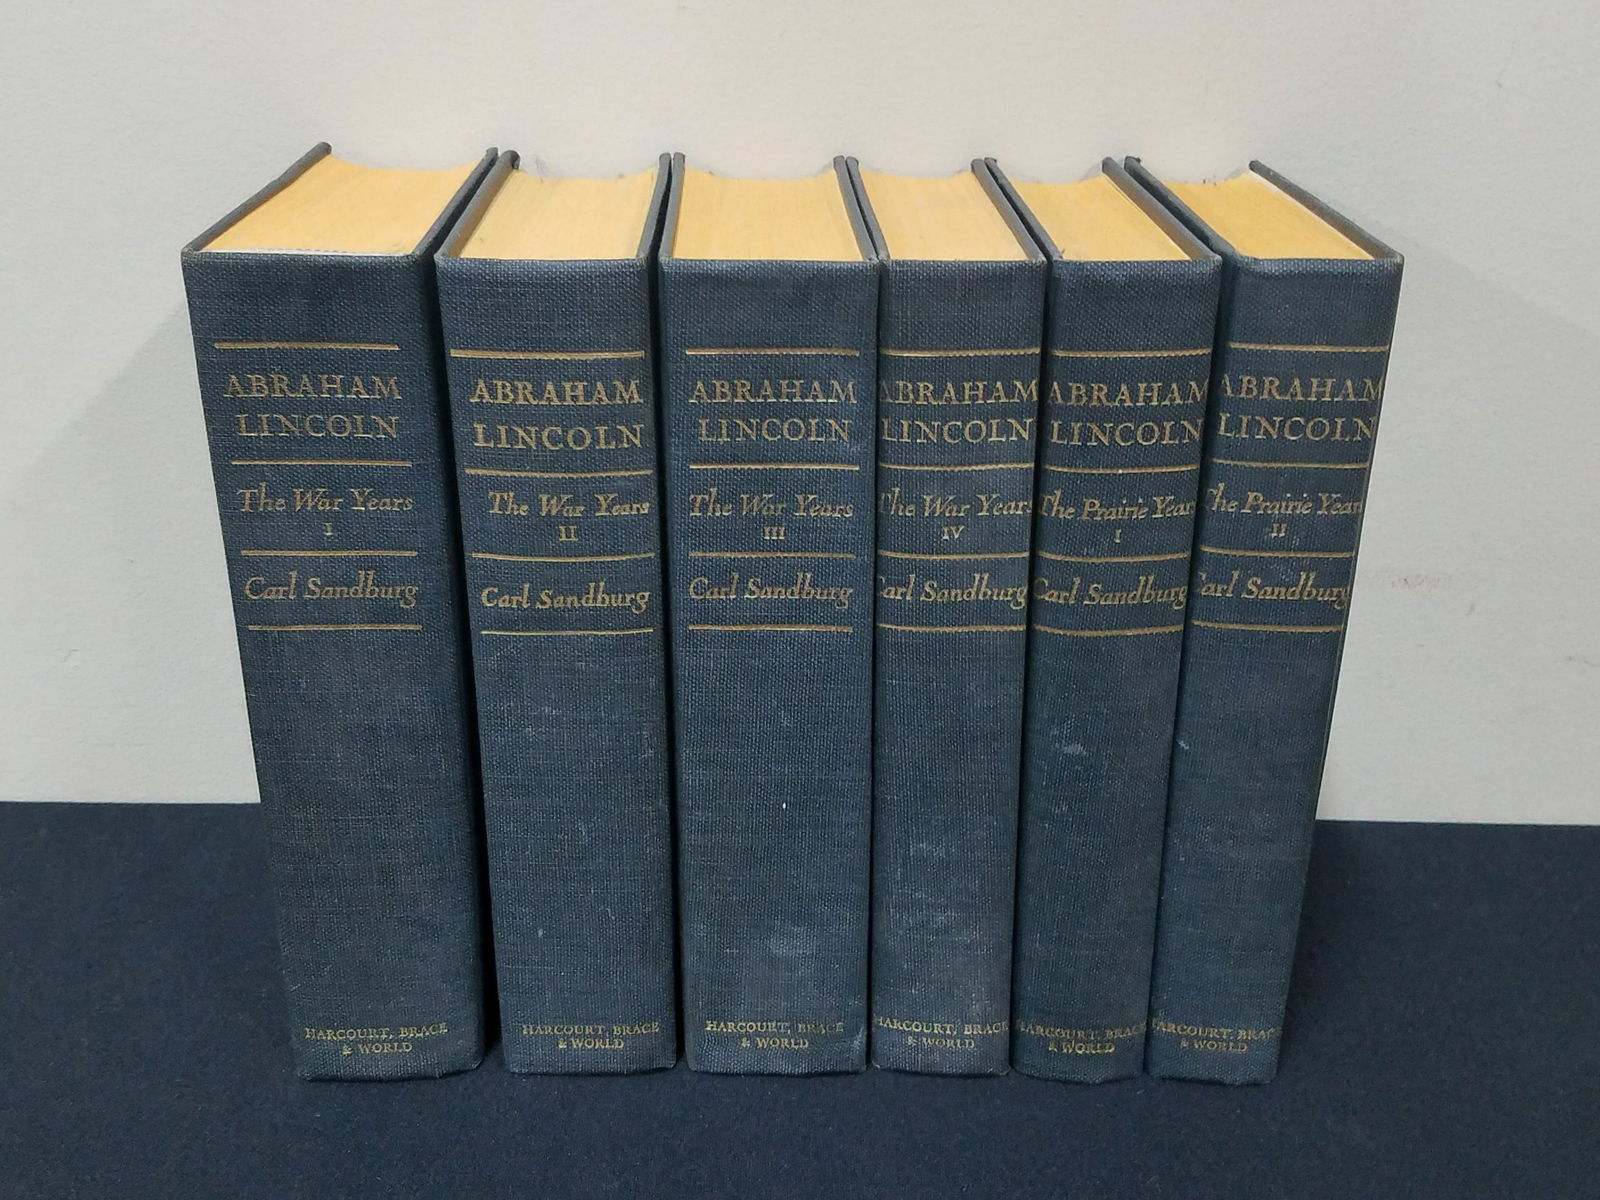 ABRAHAM
LINCOLN
The War Years
I
Carl Sandburg
HARCOURT, BRACE
& WORLD
ABRAHAM
LINCOLN
The War Years
II
Carl Sandburg
HARCOURT, BRACE
& WORLD
ABRAHAM
LINCOLN
The War Years
III
Carl Sandburg
HARCOURT, BRACE
& WORLD
ABRAHAM
LINCOLN
The War Years
IV
Carl Sandburg
HARCOURT, BRACE
& WORLD
ABRAHAM
LINCOLN
The Prairie Years
I
Carl Sandburg
HARCOURT, BRACE
& WORLD
ABRAHAM
LINCOLN
The Prairie Years
II
Carl Sandburg
HARCOURT, BRACE
& WORLD